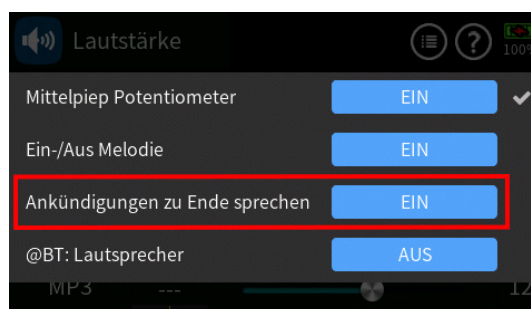 Lautstärke
100%
Mittelpiep Potentiometer EIN
Ein-/Aus Melodie EIN
Ankündigungen zu Ende sprechen EIN
@BT: Lautsprecher AUS
MP3 --- 12